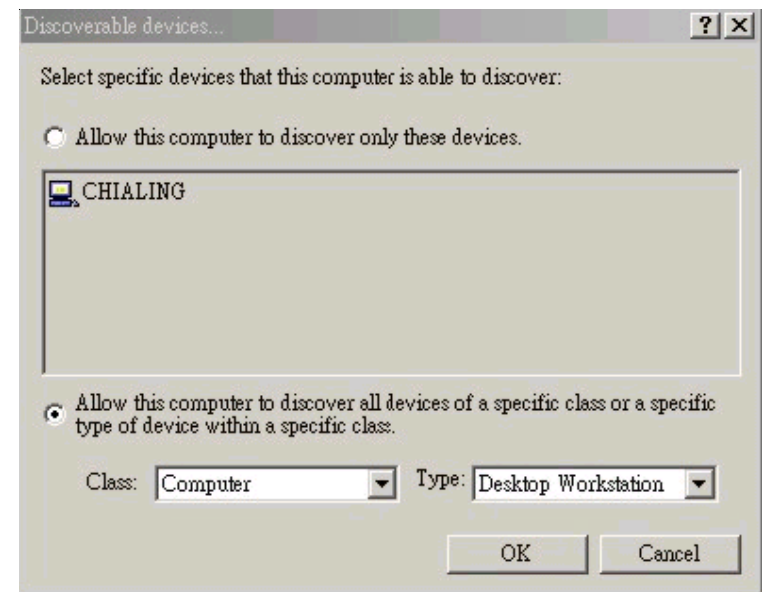 Discoverable devices...
Select specific devices that this computer is able to discover:
Allow this computer to discover only these devices.
CHIALING
Allow this computer to discover all devices of a specific class or a specific
type of device within a specific class.
Class: Computer Type: Desktop Workstation
OK Cancel